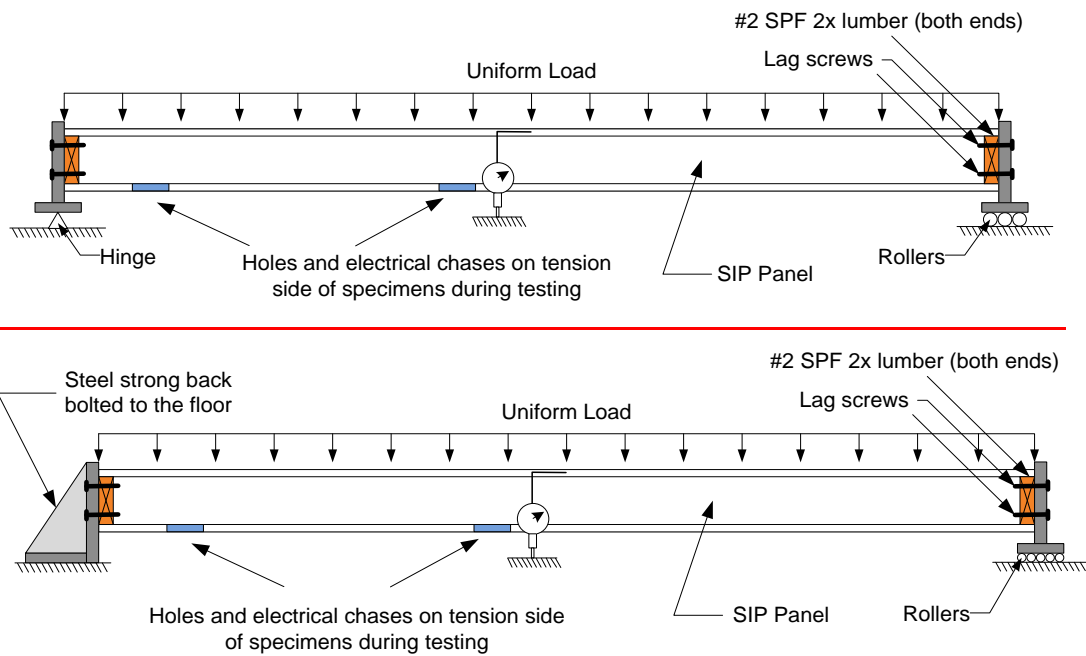 #2 SPF 2x lumber (both ends)
Lag screws
Uniform Load
Hinge
Holes and electrical chases on tension
side of specimens during testing
SIP Panel
Rollers
#2 SPF 2x lumber (both ends)
Steel strong back
bolted to the floor
Lag screws
Uniform Load
Holes and electrical chases on tension side
of specimens during testing
SIP Panel
Rollers